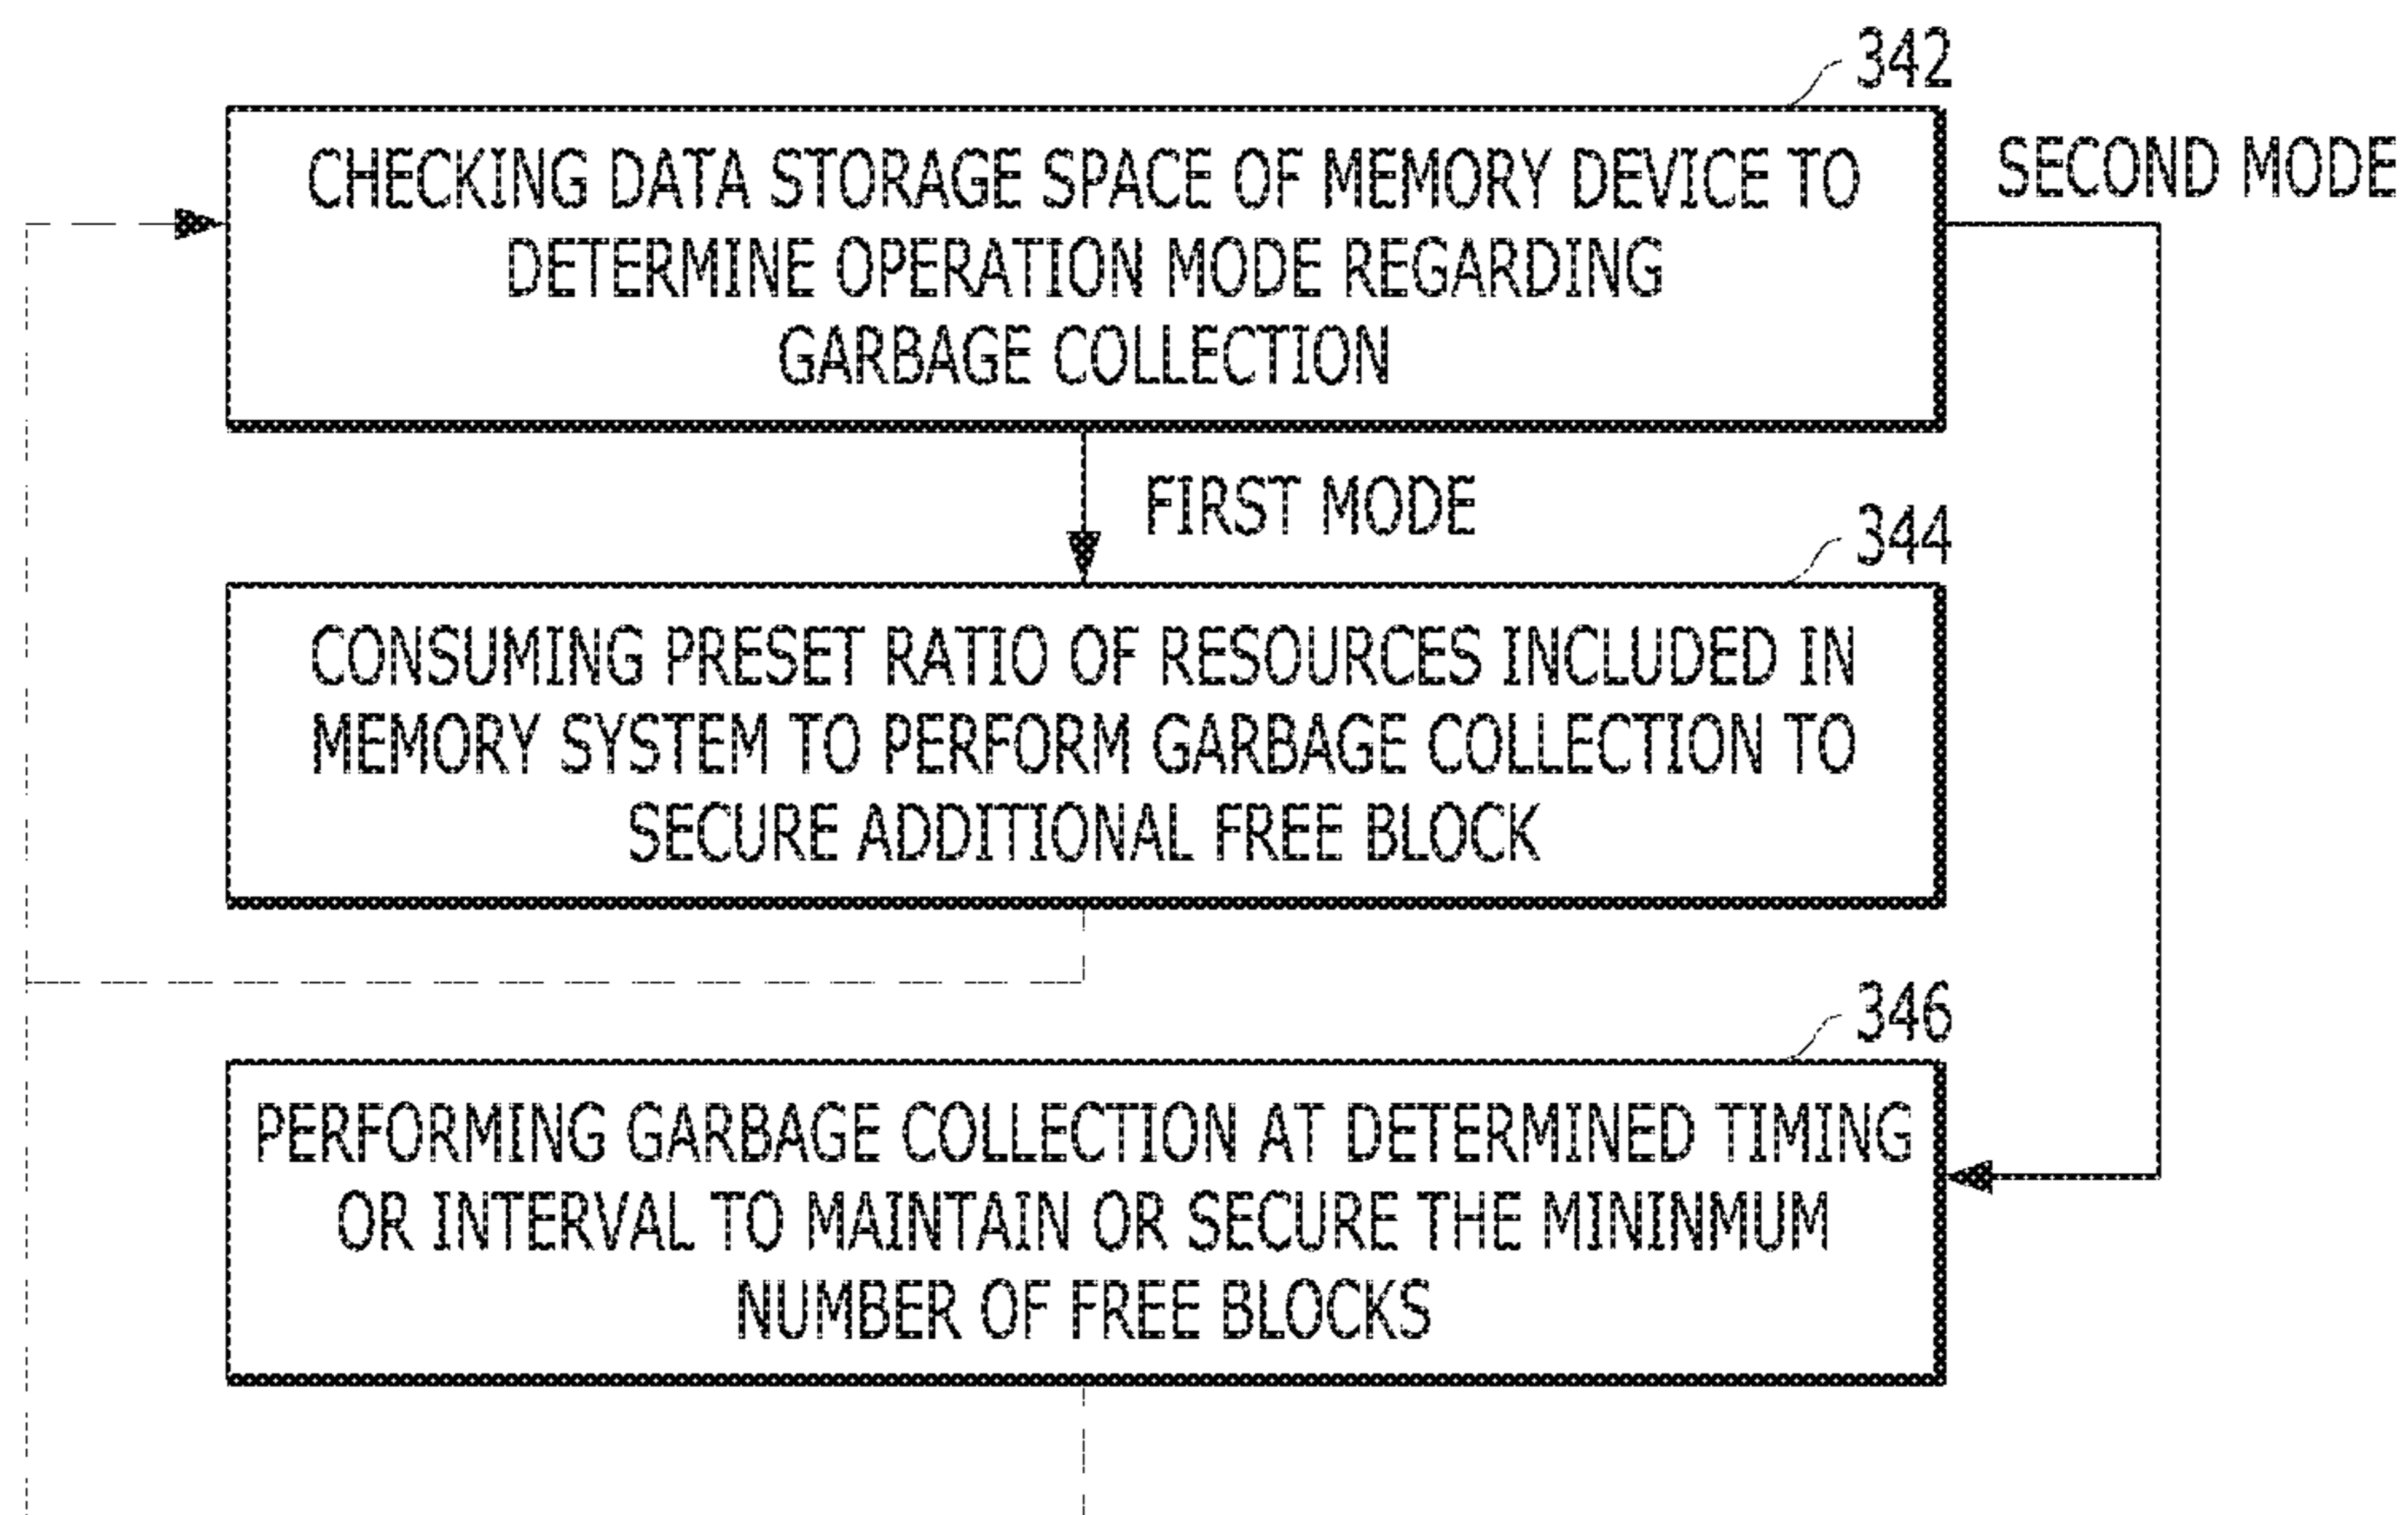 342
CHECKING DATA STORAGE SPACE OF MEMORY DEVICE TO
DETERMINE OPERATION MODE REGARDING
GARBAGE COLLECTION
SECOND MODE
FIRST MODE
344
CONSUMING PRESET RATIO OF RESOURCES INCLUDED IN
MEMORY SYSTEM TO PERFORM GARBAGE COLLECTION TO
SECURE ADDITIONAL FREE BLOCK
346
PERFORMING GARBAGE COLLECTION AT DETERMINED TIMING
OR INTERVAL TO MAINTAIN OR SECURE THE MININMUM
NUMBER OF FREE BLOCKS